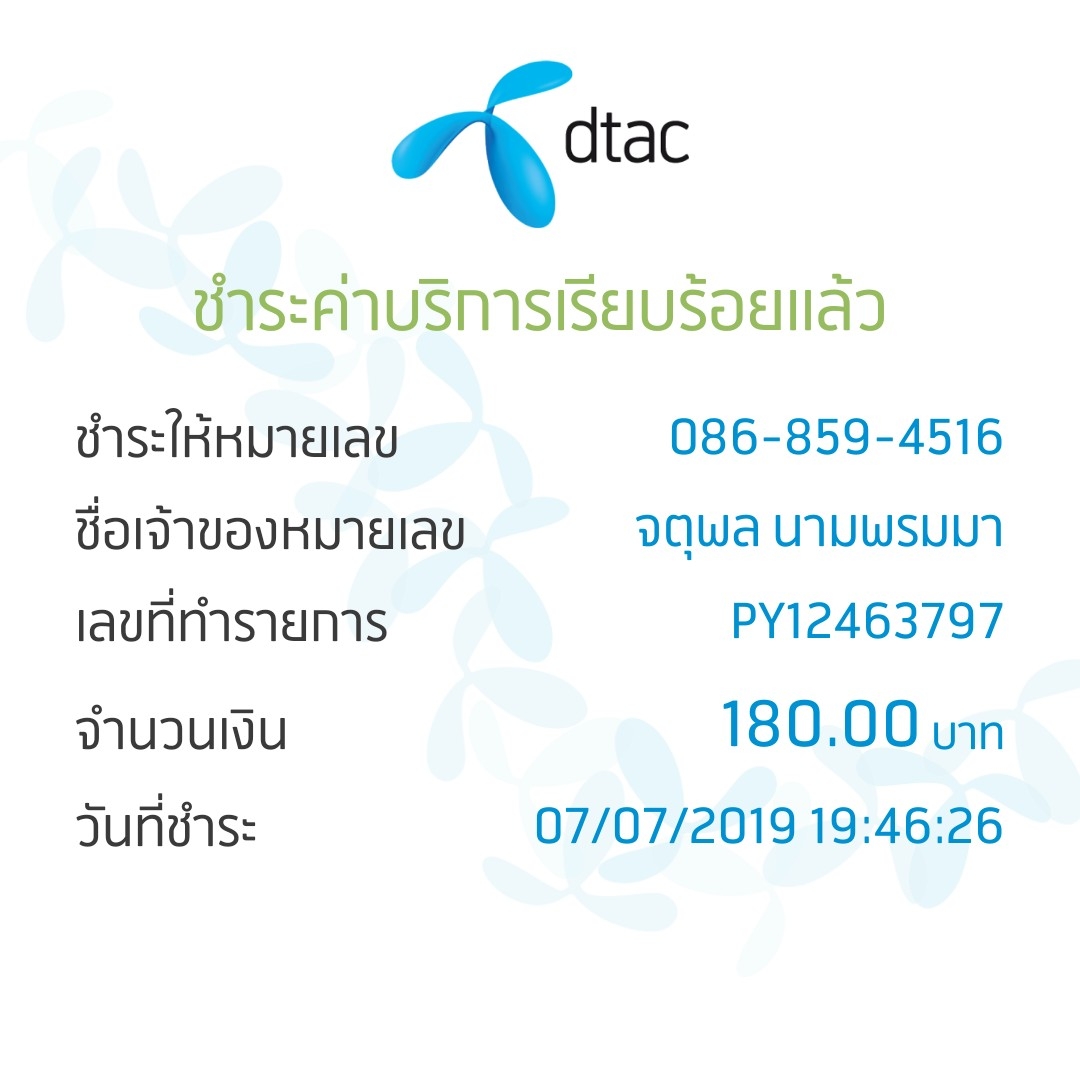 dtac
ชำระค่าบริการเรียบร้อยแล้ว
ชำระให้หมายเลข 086-859-4516
ชื่อเจ้าของหมายเลข จตุพล นามพรมมา
เลขที่ทำรายการ PY12463797
จำนวนเงิน 180.00 บาท
วันที่ชำระ 07/07/2019 19:46:26